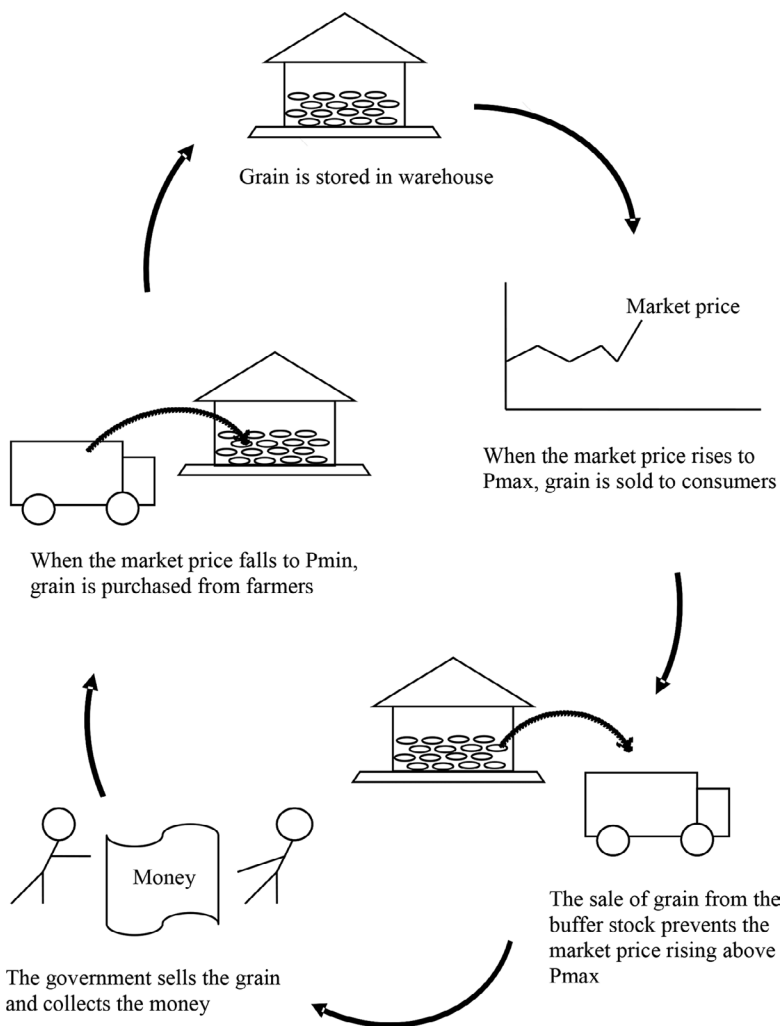 Grain is stored in warehouse
Market price
When the market price rises to
Pmax, grain is sold to consumers
The sale of grain from the
buffer stock prevents the
market price rising above
Pmax
Money
The government sells the grain
and collects the money
When the market price falls to Pmin,
grain is purchased from farmers